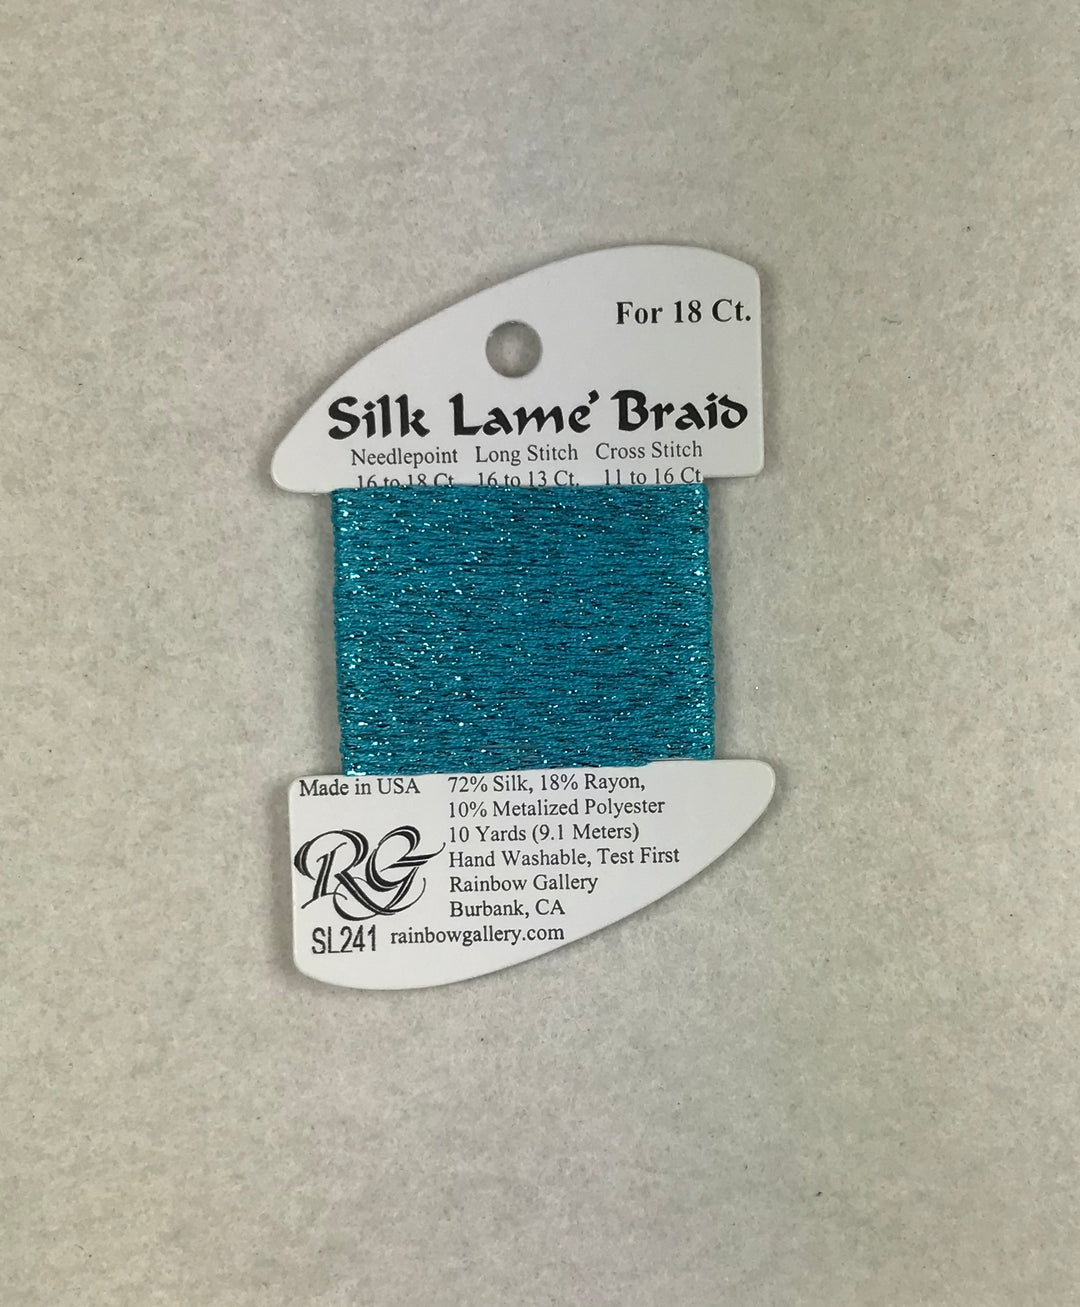 For 18 Ct.
Silk Lame' Braid
Needlepoint Long Stitch Cross Stitch
16 to 18 Ct. 16 to 13 Ct. 11 to 16 Ct.
Made in USA
72% Silk, 18% Rayon,
10% Metalized Polyester
10 Yards (9.1 Meters)
Hand Washable, Test First
Rainbow Gallery
Burbank, CA
RG
SL241 rainbowgallery.com